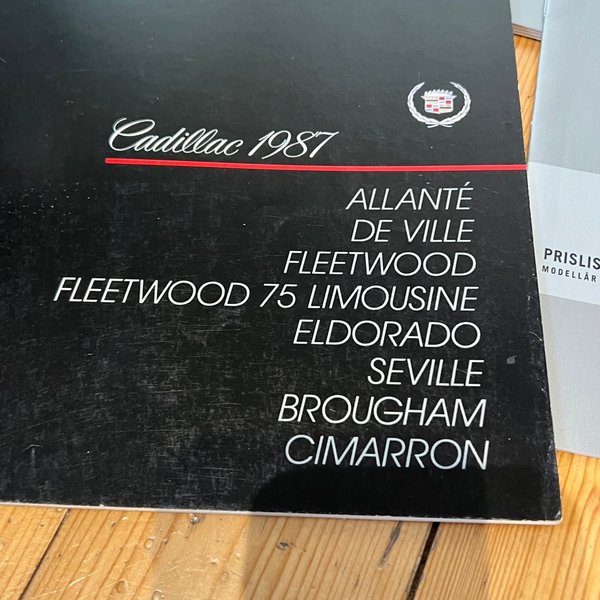 Cadillac 1987
ALLANTÉ
DE VILLE
FLEETWOOD
FLEETWOOD 75 LIMOUSINE
ELDORADO
SEVILLE
BROUGHAM
CIMARRON
PRISLIS
MODELLÅR